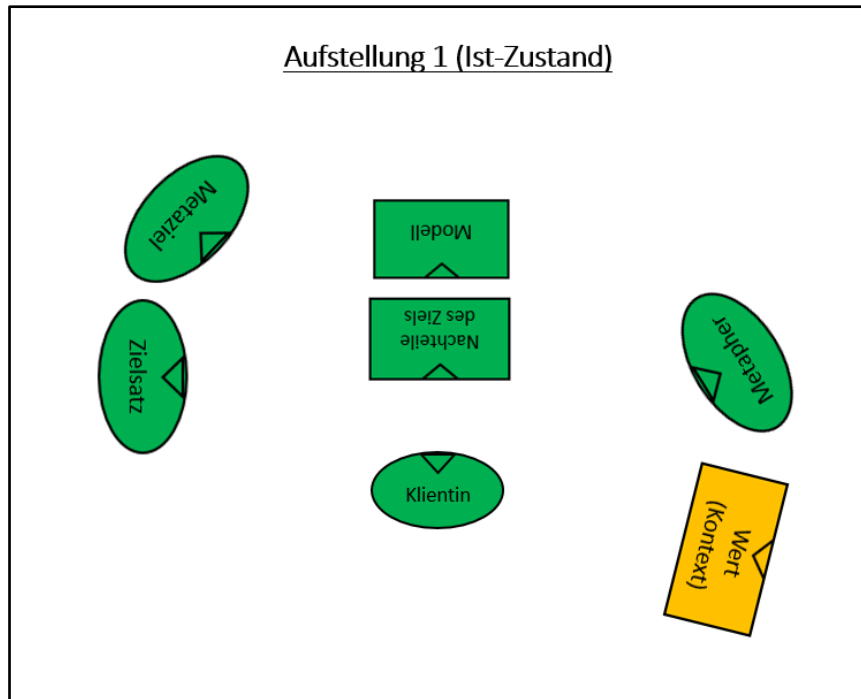 Aufstellung 1 (Ist-Zustand)
Metaziel
Modell
Nachteile
des Ziels
Zielsatz
Metapher
Klientin
Wert
(Kontext)